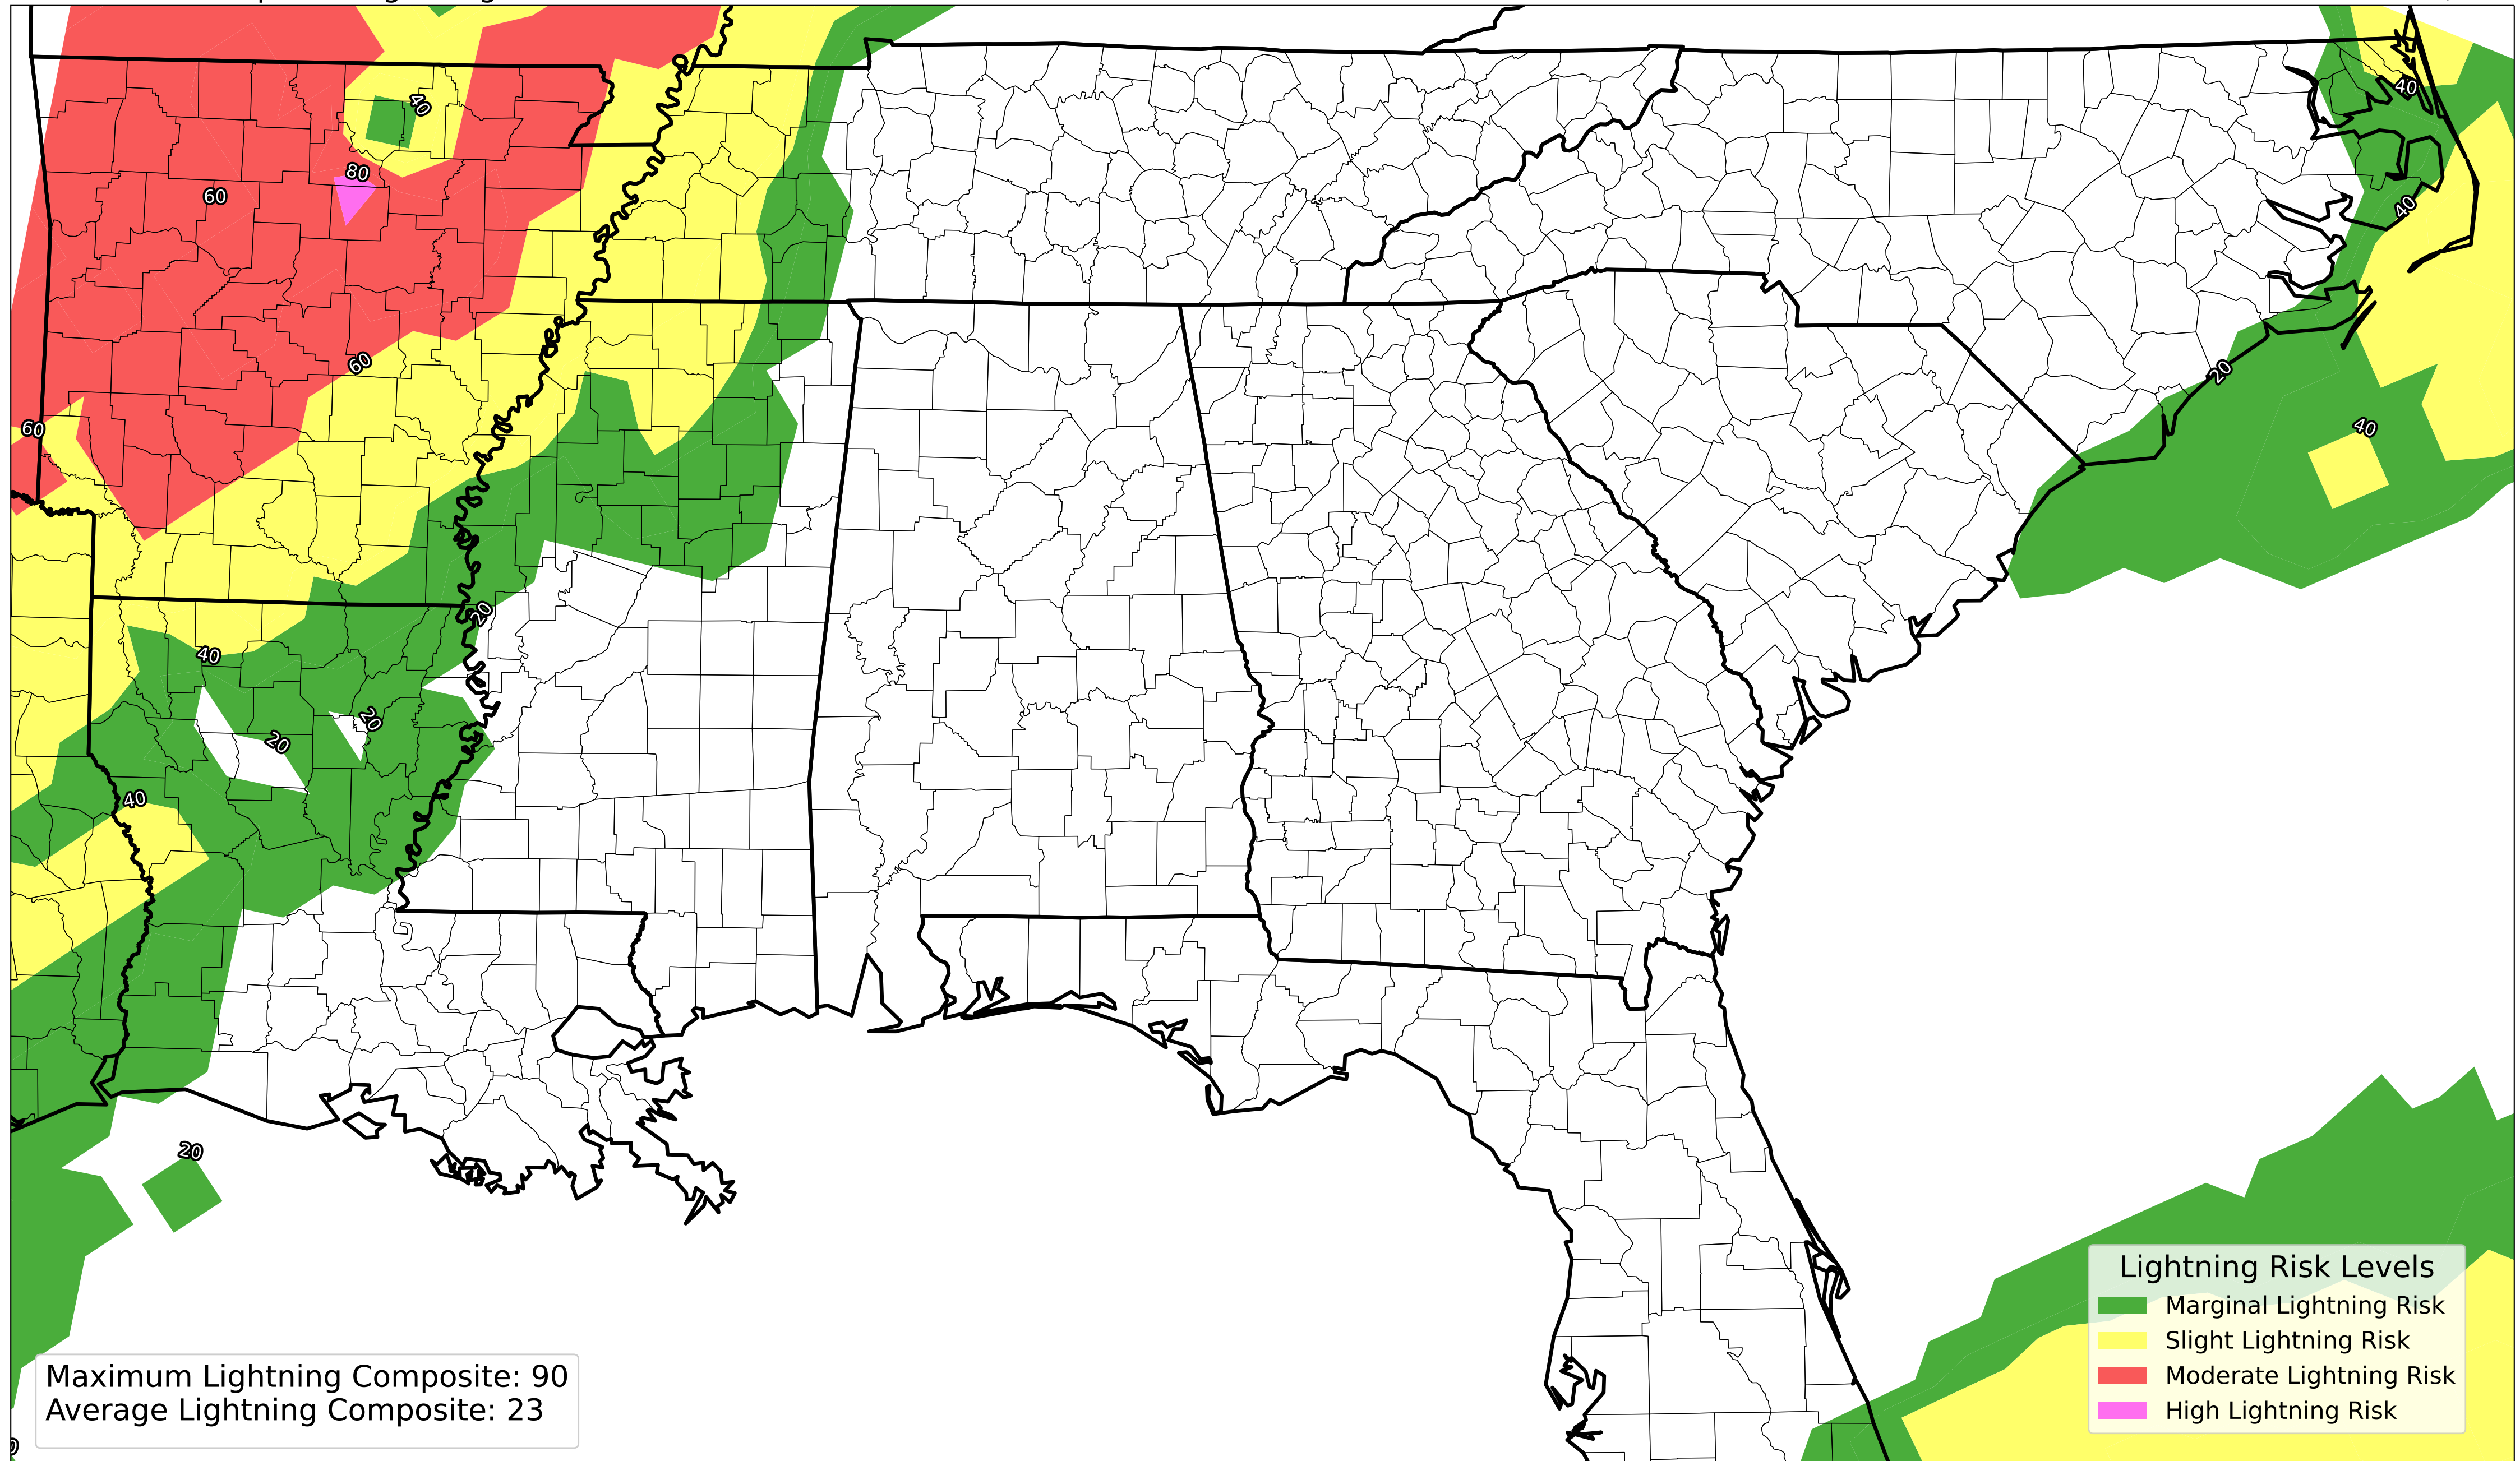 40
40
80
60
40
60
20
40
60
20
40
20
20
40
20
Lightning Risk Levels
Marginal Lightning Risk
Slight Lightning Risk
Moderate Lightning Risk
High Lightning Risk
Maximum Lightning Composite: 90
Average Lightning Composite: 23